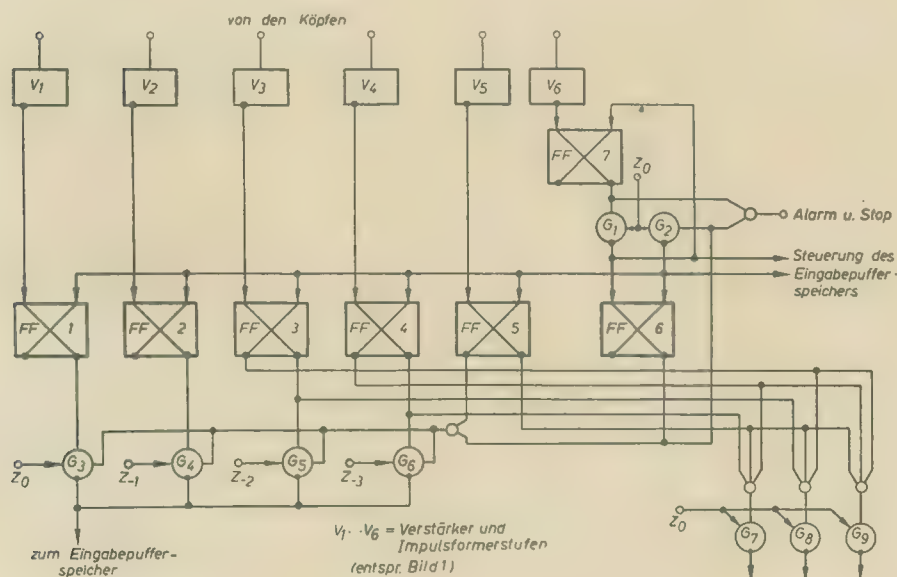 von den Köpfen
V1 V2 V3 V4 V5 V6
FF 7
Z0
G1 G2
Alarm u. Stop
Steuerung des
Eingabepuffer-
speichers
FF 1 FF 2 FF 3 FF 4 FF 5 FF 6
Z0 G3 Z-1 G4 Z-2 G5 Z-3 G6
Z0
G7 G8 G9
zum Eingabepuffer-
speicher
V1 · · V6 = Verstärker und
Impulsformerstufen
(entspr. Bild 1)